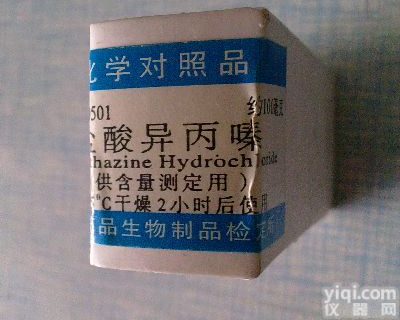 化学对照品
501 约100毫克
盐酸异丙嗪
hazine Hydrochloride
（供含量测定用）
°C干燥2小时后使用
品生物制品检定所
yiqi.com
仪器网